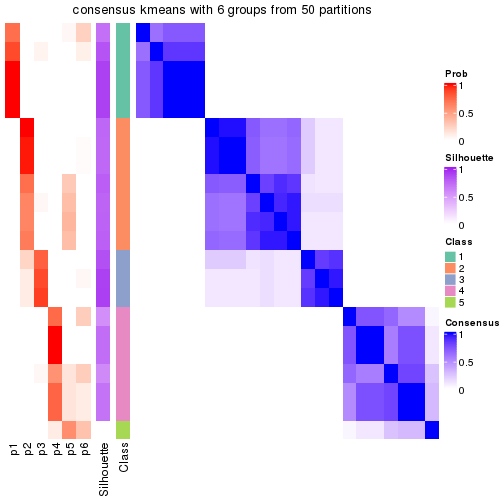 consensus kmeans with 6 groups from 50 partitions
Prob
1
0.5
0
Silhouette
1
0.5
0
Class
1
2
3
4
5
Consensus
1
0.5
0
p1
p2
p3
p4
p5
p6
Silhouette
Class